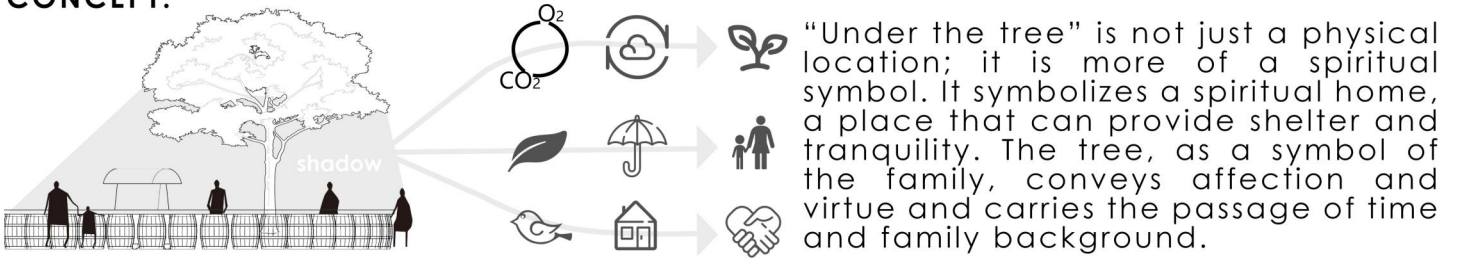 CONCEPT:
shadow
O2
CO2
“Under the tree” is not just a physical
location; it is more of a spiritual
symbol. It symbolizes a spiritual home,
a place that can provide shelter and
tranquility. The tree, as a symbol of
the family, conveys affection and
virtue and carries the passage of time
and family background.